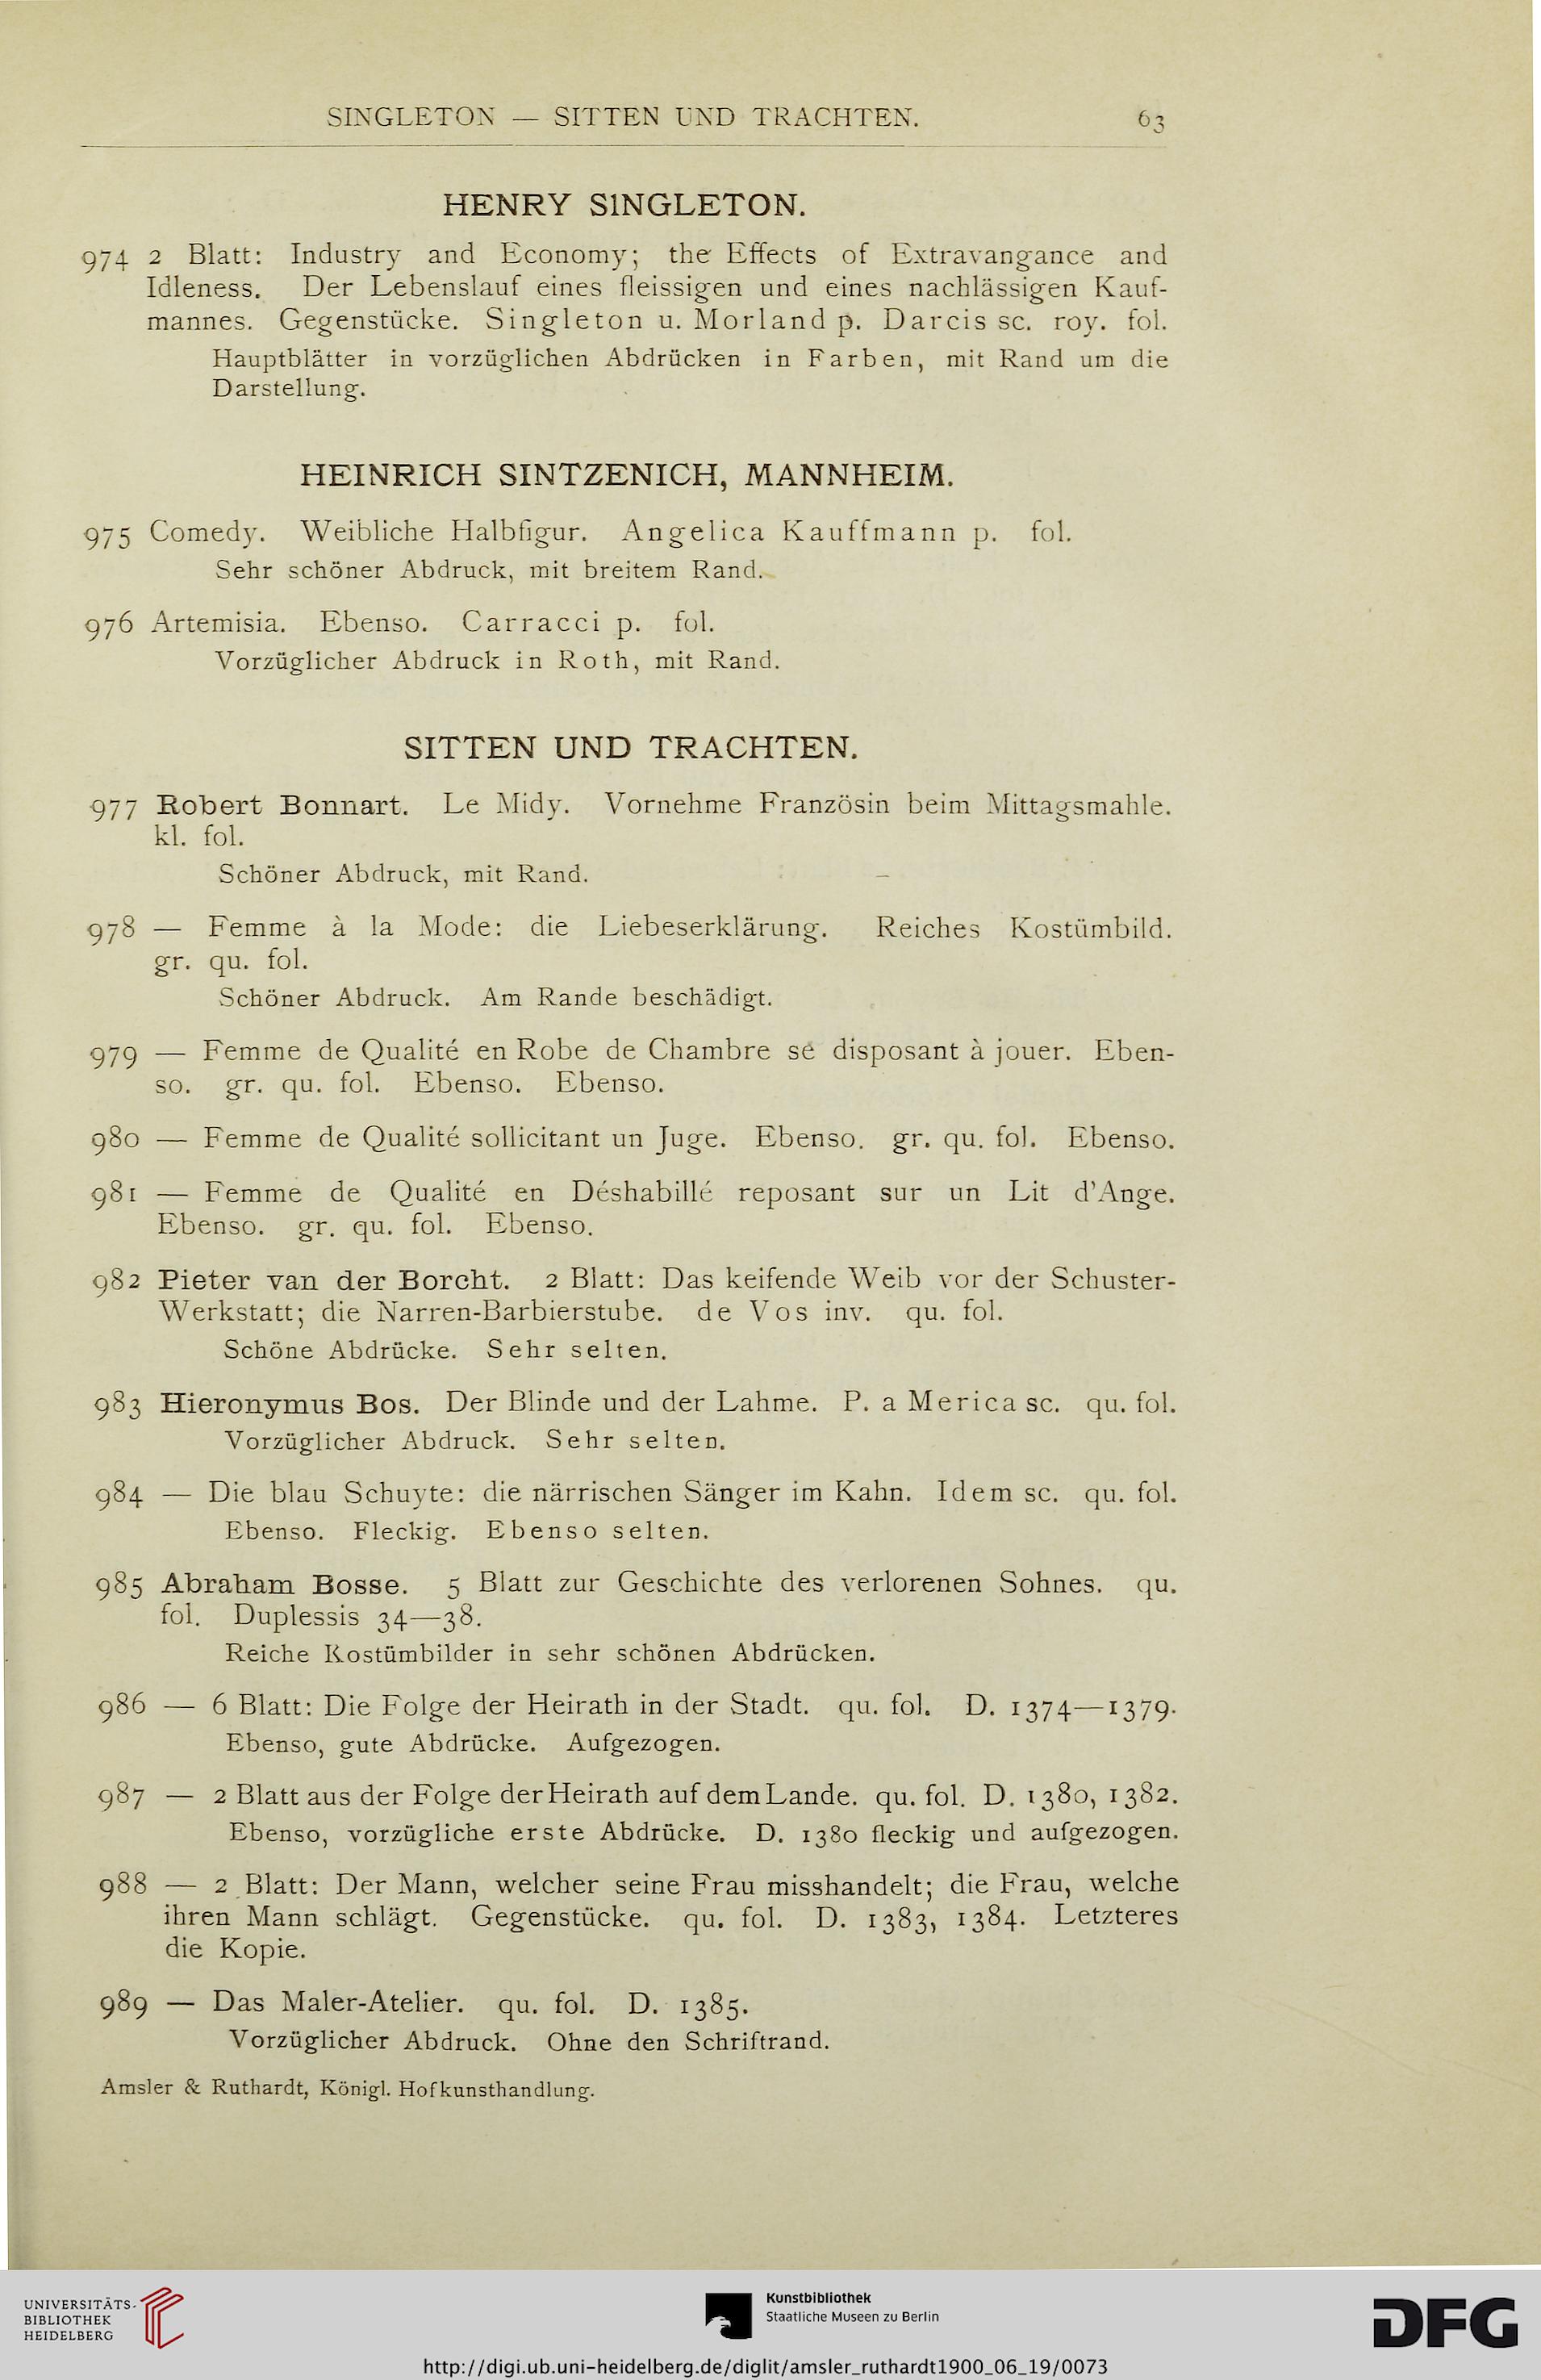 SINGLETON — SITTEN UND TRACHTEN. 63
HENRY SINGLETON.
974 2 Blatt: Industry and Economy; the Effects of Extravangance and
Idleness. Der Lebenslauf eines fleissigen und eines nachlässigen Kauf-
mannes. Gegenstücke. Singleton u. Morland p. Darcis sc. roy. fol.
Hauptblätter in vorzüglichen Abdrücken in Farben, mit Rand um die
Darstellung.
HEINRICH SINTZENICH, MANNHEIM.
975 Comedy. Weibliche Halbfigur. Angelica Kauffmann p. fol.
Sehr schöner Abdruck, mit breitem Rand.
976 Artemisia. Ebenso. Carracci p. fol.
Vorzüglicher Abdruck in Roth, mit Rand.
SITTEN UND TRACHTEN.
977 Robert Bonnart. Le Midy. Vornehme Französin beim Mittagsmahle.
kl. fol.
Schöner Abdruck, mit Rand.
978 — Femme à la Mode: die Liebeserklärung. Reiches Kostümbild.
gr. qu. fol.
Schöner Abdruck. Am Rande beschädigt.
979 — Femme de Qualité en Robe de Chambre se disposant à jouer. Eben-
so. gr. qu. fol. Ebenso. Ebenso.
980 — Femme de Qualité sollicitant un Juge. Ebenso. gr. qu. fol. Ebenso.
981 — Femme de Qualité en Déshabillé reposant sur un Lit d'Ange.
Ebenso. gr. qu. fol. Ebenso.
982 Pieter van der Borcht. 2 Blatt: Das keifende Weib vor der Schuster-
Werkstatt; die Narren-Barbierstube. de Vos inv. qu. fol.
Schöne Abdrücke. Sehr selten.
983 Hieronymus Bos. Der Blinde und der Lahme. P. a Merica sc. qu. fol.
Vorzüglicher Abdruck. Sehr selten.
984 — Die blau Schuyte: die närrischen Sänger im Kahn. Idem sc. qu. fol.
Ebenso. Fleckig. Ebenso selten.
985 Abraham Bosse. 5 Blatt zur Geschichte des verlorenen Sohnes. qu.
fol. Duplessis 34—38.
Reiche Kostümbilder in sehr schönen Abdrücken.
986 — 6 Blatt: Die Folge der Heirath in der Stadt. qu. fol. D. 1374—1379.
Ebenso, gute Abdrücke. Aufgezogen.
987 — 2 Blatt aus der Folge der Heirath auf dem Lande. qu. fol. D. 1380, 1382.
Ebenso, vorzügliche erste Abdrücke. D. 1380 fleckig und aufgezogen.
988 — 2 Blatt: Der Mann, welcher seine Frau misshandelt; die Frau, welche
ihren Mann schlägt. Gegenstücke. qu. fol. D. 1383, 1384. Letzteres
die Kopie.
989 — Das Maler-Atelier. qu. fol. D. 1385.
Vorzüglicher Abdruck. Ohne den Schriftrand.
Amsler & Ruthardt, Königl. Hofkunsthandlung.
UNIVERSITÄTS-
BIBLIOTHEK
HEIDELBERG
Kunstbibliothek
Staatliche Museen zu Berlin
DFG
http://digi.ub.uni-heidelberg.de/diglit/amsler_ruthardt1900_06_19/0073